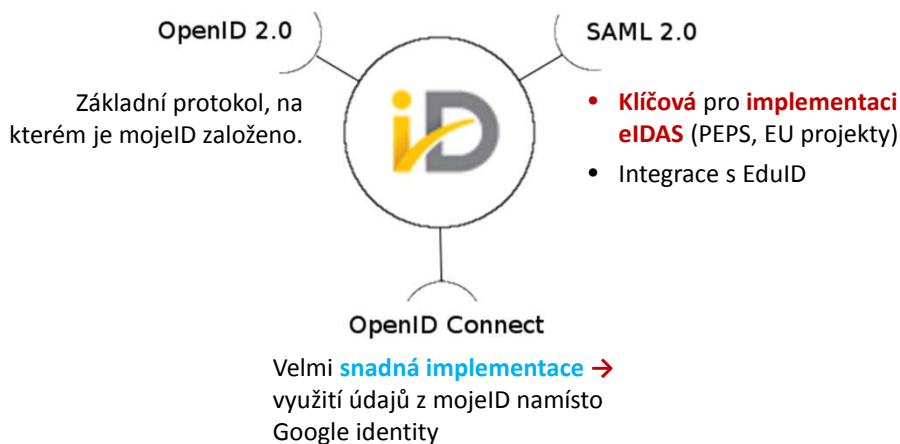 OpenID 2.0
Základní protokol, na
kterém je mojeID založeno.
iD
SAML 2.0
• Klíčová pro implementaci
eIDAS (PEPS, EU projekty)
• Integrace s EduID
OpenID Connect
Velmi snadná implementace →
využití údajů z mojeID namísto
Google identity